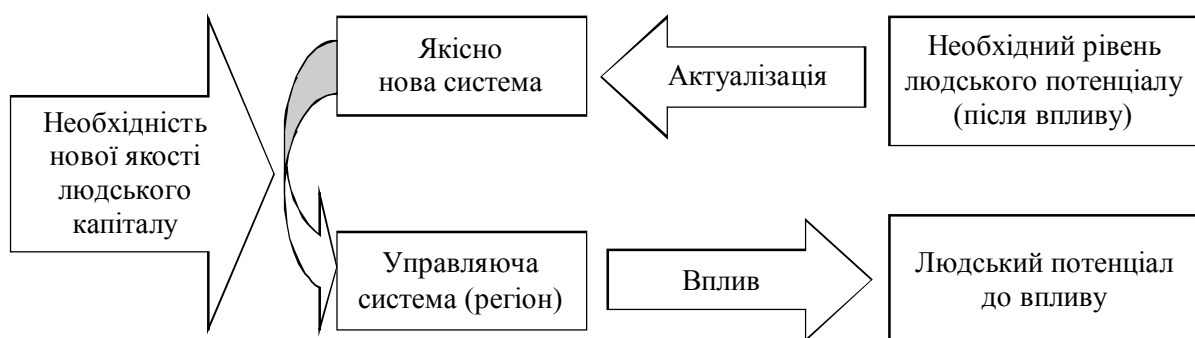 Необхідність
нової якості
людського
капіталу
Якісно
нова система
Актуалізація
Необхідний рівень
людського потенціалу
(після впливу)
Управляюча
система (регіон)
Вплив
Людський потенціал
до впливу